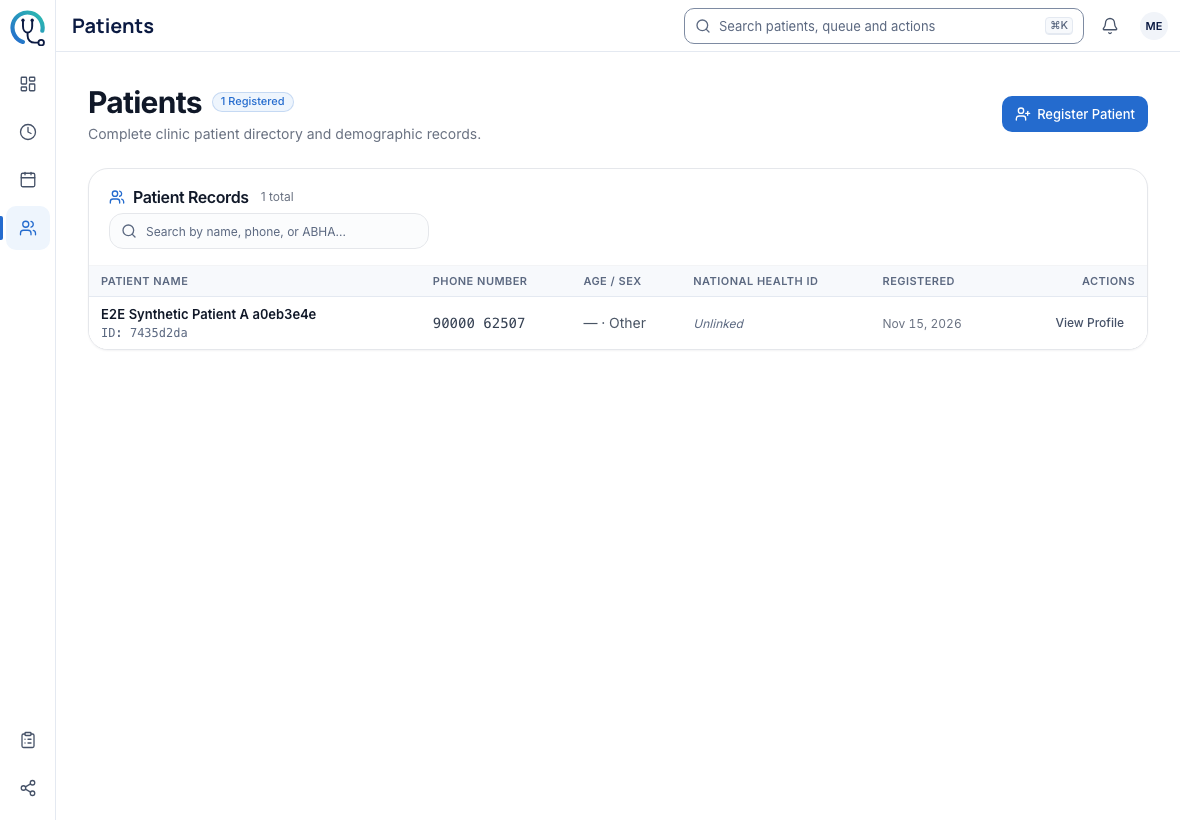 Patients
Search patients, queue and actions
⌘K
ME
Patients
1 Registered
Complete clinic patient directory and demographic records.
Register Patient
Patient Records
1 total
Search by name, phone, or ABHA...
PATIENT NAME PHONE NUMBER AGE / SEX NATIONAL HEALTH ID REGISTERED ACTIONS
E2E Synthetic Patient A a0eb3e4e
ID: 7435d2da
90000 62507
— · Other
Unlinked
Nov 15, 2026
View Profile